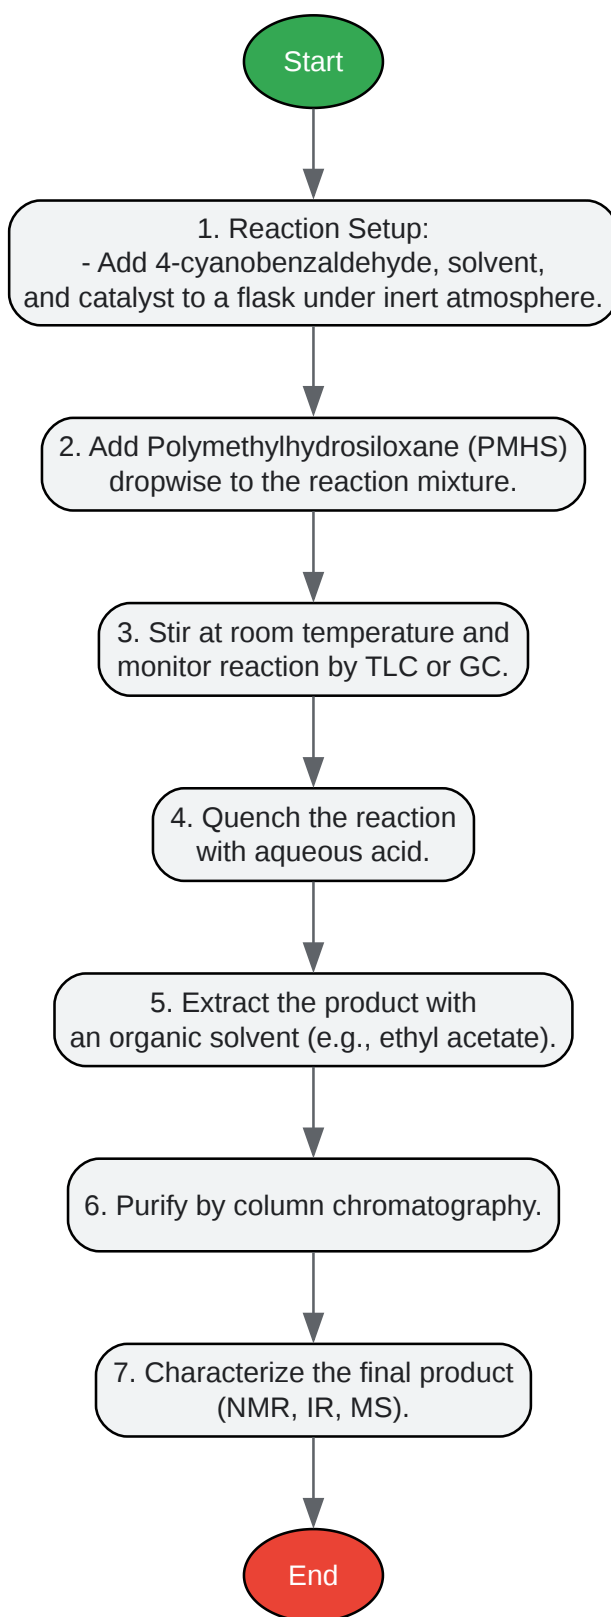 Start
1. Reaction Setup:
- Add 4-cyanobenzaldehyde, solvent,
and catalyst to a flask under inert atmosphere.
2. Add Polymethylhydrosiloxane (PMHS)
dropwise to the reaction mixture.
3. Stir at room temperature and
monitor reaction by TLC or GC.
4. Quench the reaction
with aqueous acid.
5. Extract the product with
an organic solvent (e.g., ethyl acetate).
6. Purify by column chromatography.
7. Characterize the final product
(NMR, IR, MS).
End